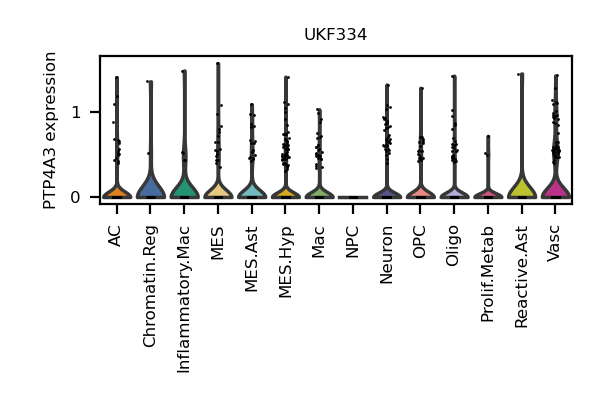 UKF334
PTP4A3 expression
1
0
AC
Chromatin.Reg
Inflammatory.Mac
MES
MES.Ast
MES.Hyp
Mac
NPC
Neuron
OPC
Oligo
Prolif.Metab
Reactive.Ast
Vasc